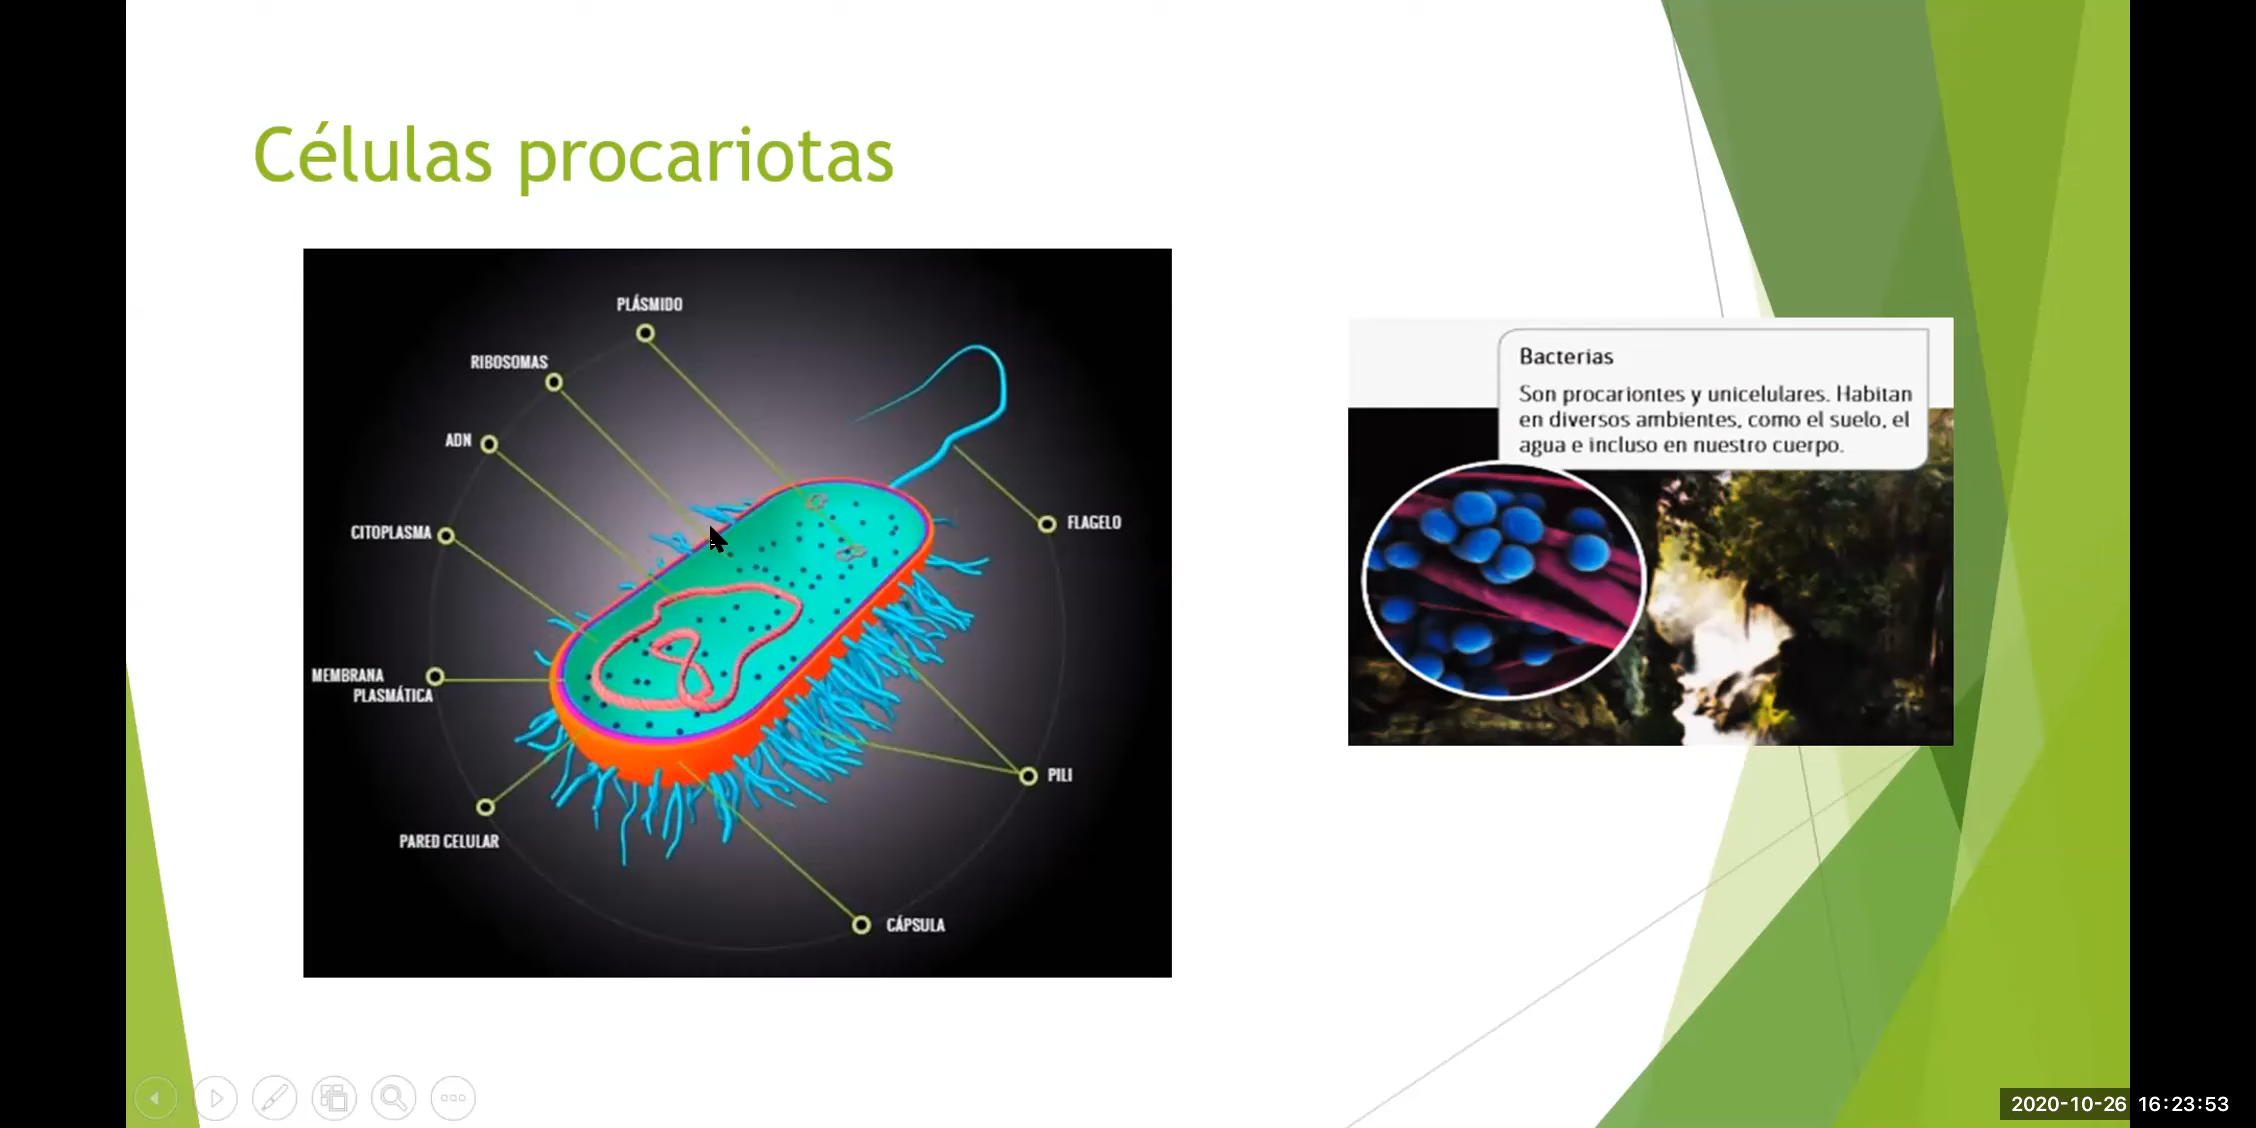 Células procariotas
PLÁSMIDO
RIBOSOMAS
ADN
CITOPLASMA
MEMBRANA
PLASMÁTICA
PARED CELULAR
FLAGELO
PILI
CÁPSULA
Bacterias
Son procariontes y unicelulares. Habitan
en diversos ambientes, como el suelo, el
agua e incluso en nuestro cuerpo.
2020-10-26 16:23:53